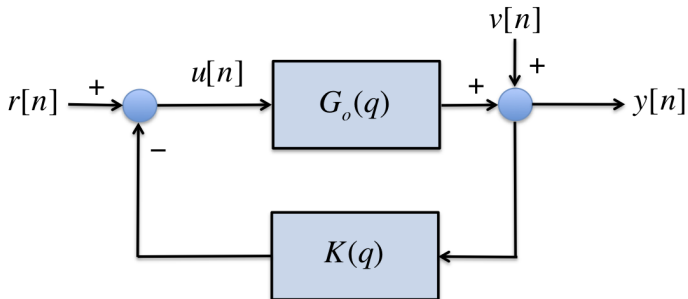 v[n]
+
r[n]
+
u[n]
G_o(q)
+
y[n]
−
K(q)